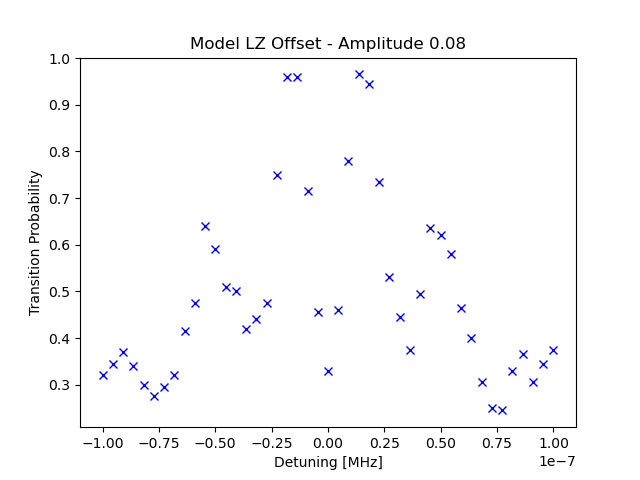 Model LZ Offset - Amplitude 0.08
1.0
0.9
0.8
0.7
0.6
0.5
0.4
0.3
Transition Probability
−1.00 −0.75 −0.50 −0.25 0.00 0.25 0.50 0.75 1.00
1e−7
Detuning [MHz]